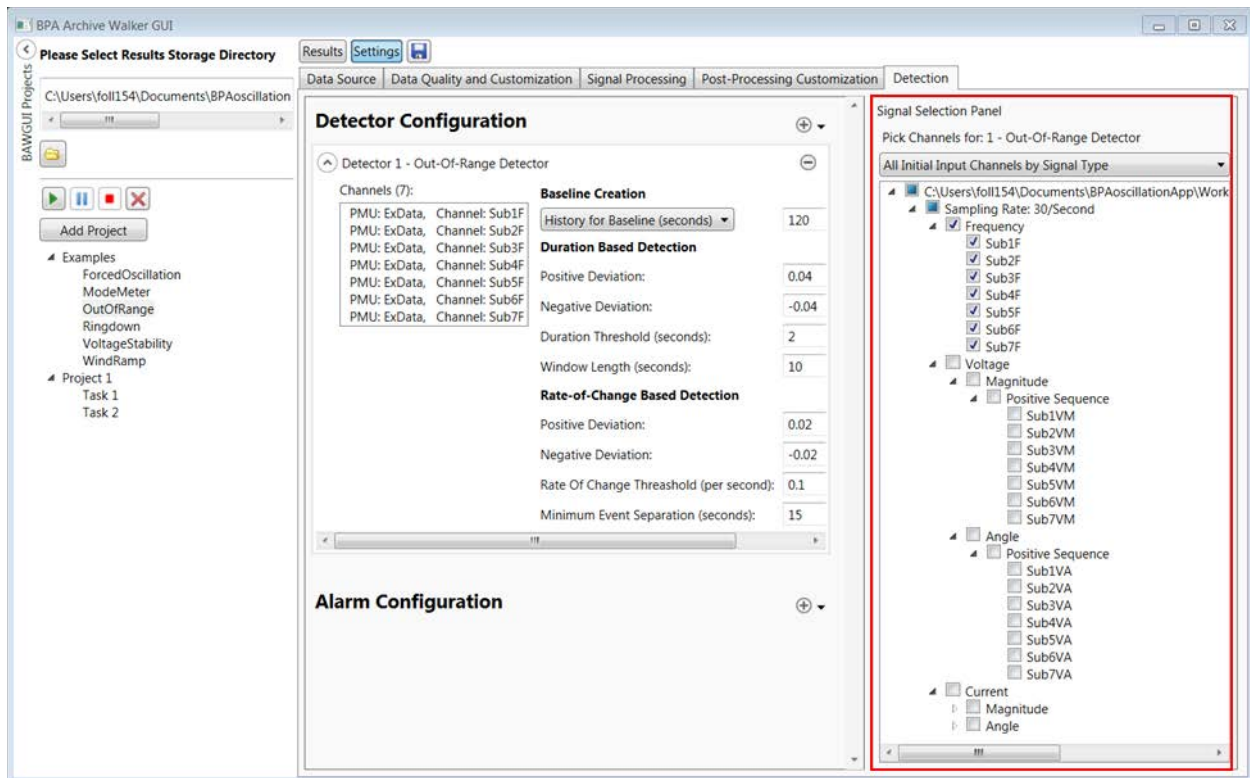 BPA Archive Walker GUI
BAWGUI Projects
Please Select Results Storage Directory
C:\Users\foll154\Documents\BPAoscillation
Add Project
Examples
ForcedOscillation
ModeMeter
OutOfRange
Ringdown
VoltageStability
WindRamp
Project 1
Task 1
Task 2
Results Settings
Data Source Data Quality and Customization Signal Processing Post-Processing Customization Detection
Detector Configuration
Detector 1 - Out-Of-Range Detector
Channels (7):
PMU: ExData, Channel: Sub1F
PMU: ExData, Channel: Sub2F
PMU: ExData, Channel: Sub3F
PMU: ExData, Channel: Sub4F
PMU: ExData, Channel: Sub5F
PMU: ExData, Channel: Sub6F
PMU: ExData, Channel: Sub7F
Baseline Creation
History for Baseline (seconds) 120
Duration Based Detection
Positive Deviation: 0.04
Negative Deviation: -0.04
Duration Threshold (seconds): 2
Window Length (seconds): 10
Rate-of-Change Based Detection
Positive Deviation: 0.02
Negative Deviation: -0.02
Rate Of Change Threashold (per second): 0.1
Minimum Event Separation (seconds): 15
Alarm Configuration
Signal Selection Panel
Pick Channels for: 1 - Out-Of-Range Detector
All Initial Input Channels by Signal Type
C:\Users\foll154\Documents\BPAoscillationApp\Work
Sampling Rate: 30/Second
Frequency
Sub1F
Sub2F
Sub3F
Sub4F
Sub5F
Sub6F
Sub7F
Voltage
Magnitude
Positive Sequence
Sub1VM
Sub2VM
Sub3VM
Sub4VM
Sub5VM
Sub6VM
Sub7VM
Angle
Positive Sequence
Sub1VA
Sub2VA
Sub3VA
Sub4VA
Sub5VA
Sub6VA
Sub7VA
Current
Magnitude
Angle